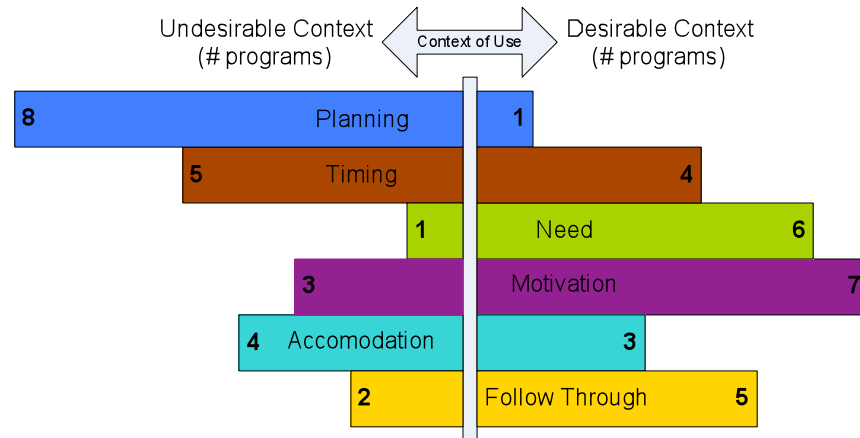 Undesirable Context
(# programs)
Context of Use
Desirable Context
(# programs)
8 Planning 1
5 Timing 4
1 Need 6
3 Motivation 7
4 Accomodation 3
2 Follow Through 5